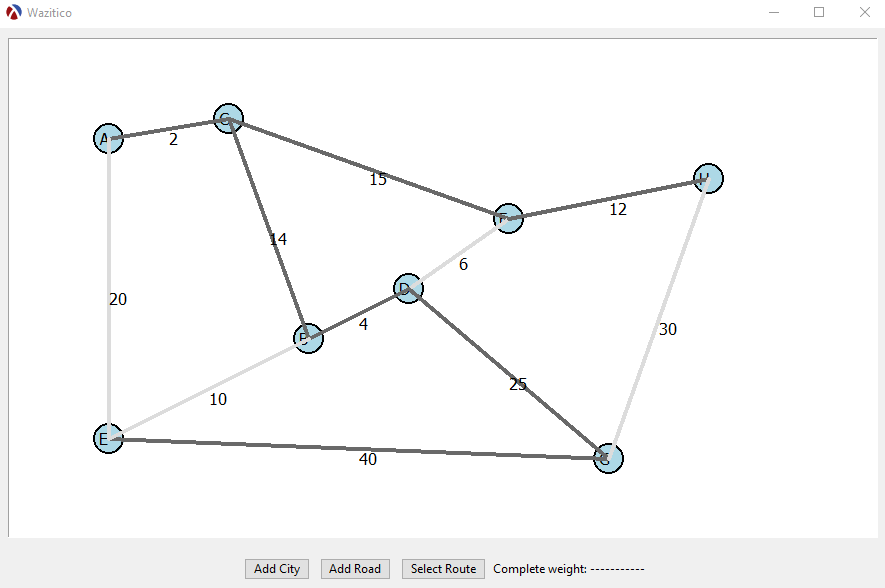 Wazitico
C
A
2
15
H
12
F
14
6
D
20
4
30
B
25
10
E
40
G
Add City
Add Road
Select Route
Complete weight: -----------